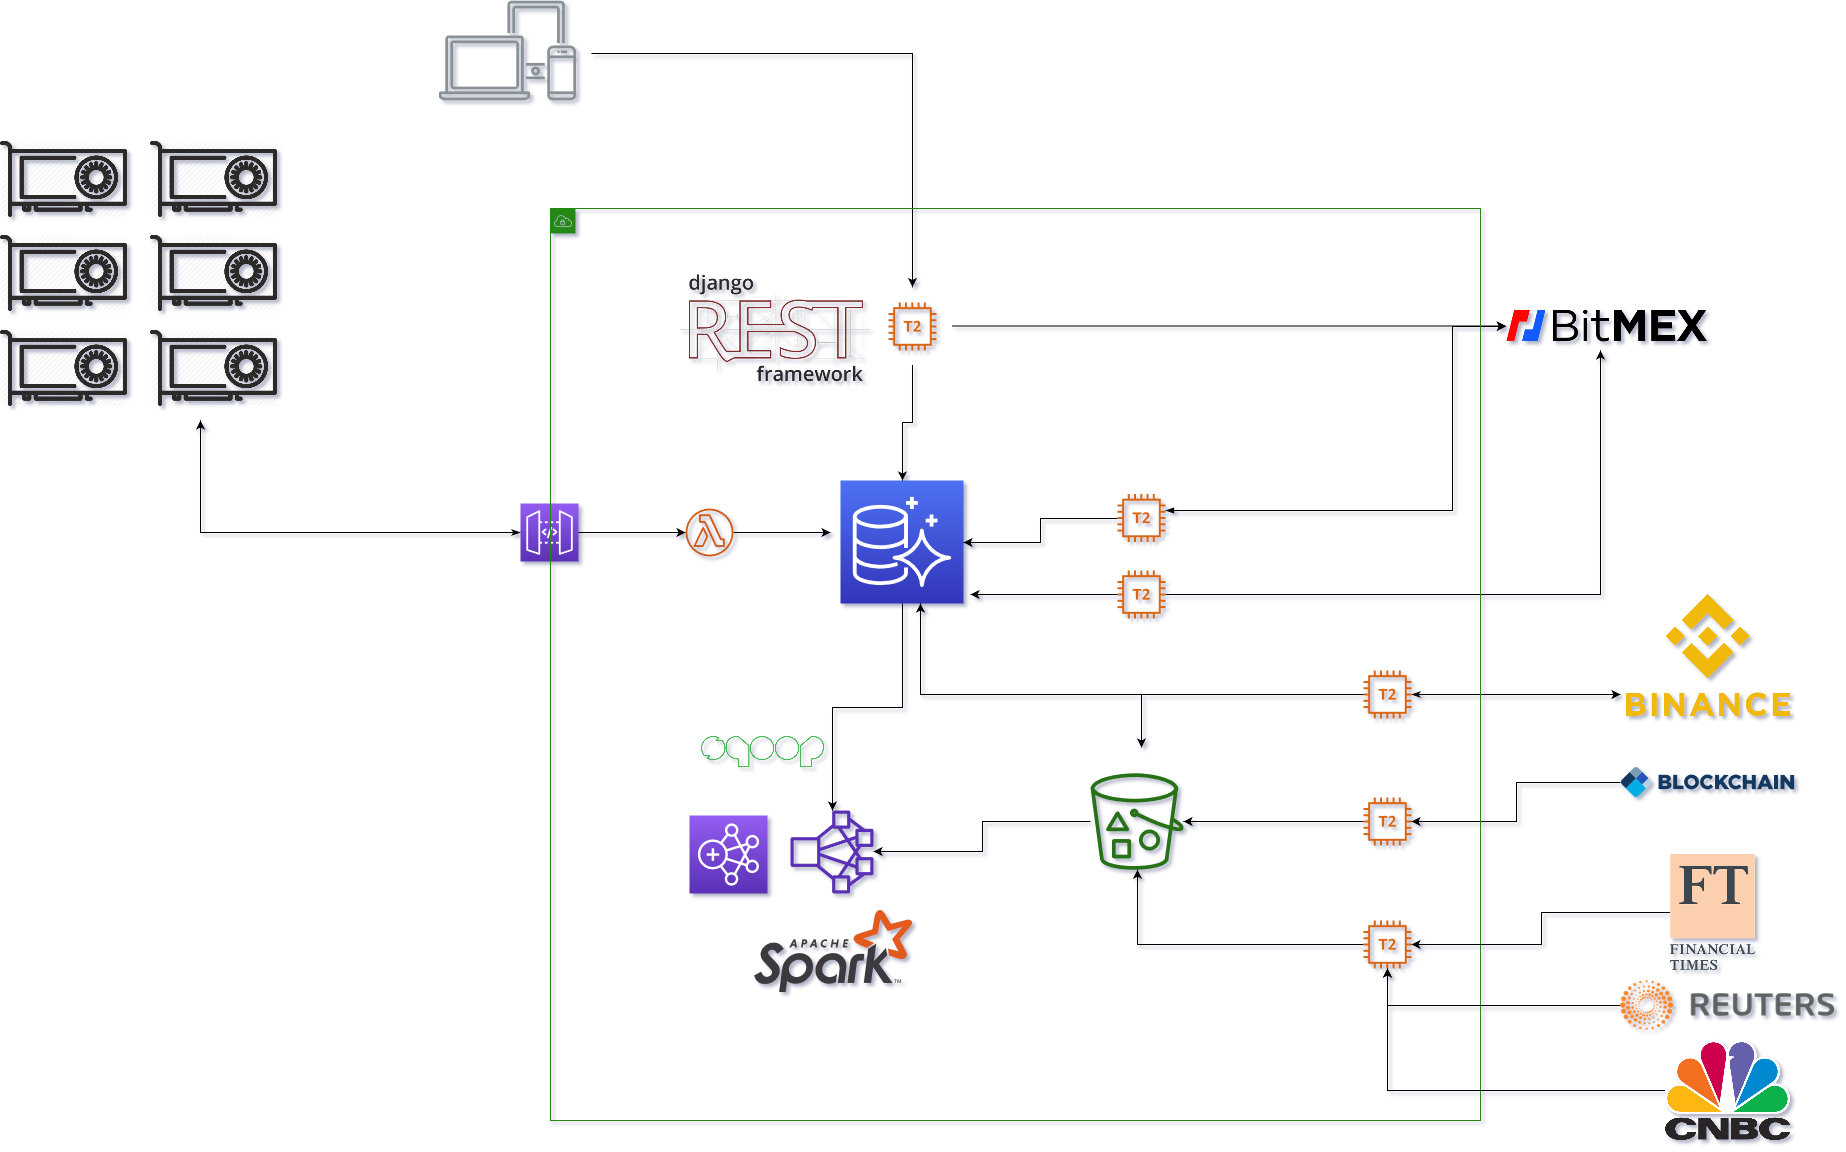 django
REST
framework
T2
BitMEX
T2
T2
T2
BINANCE
sqoop
T2
BLOCKCHAIN
APACHE
Spark™
T2
FT
FINANCIAL
TIMES
REUTERS
CNBC